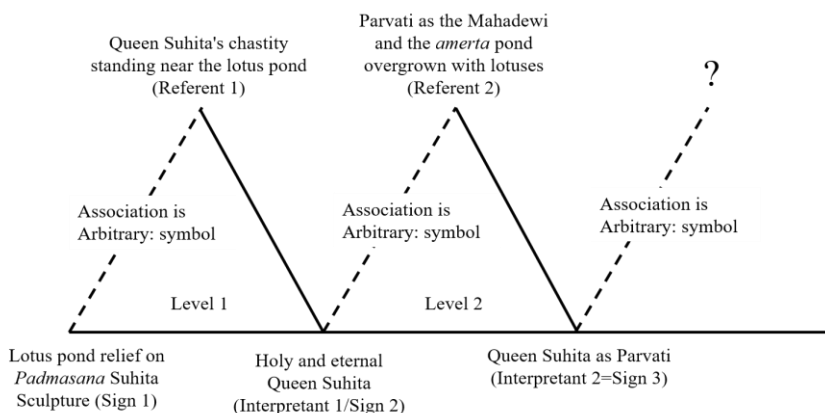 Queen Suhita's chastity
standing near the lotus pond
(Referent 1)
Parvati as the Mahadewi
and the amerta pond
overgrown with lotuses
(Referent 2)
?
Association is
Arbitrary: symbol
Association is
Arbitrary: symbol
Association is
Arbitrary: symbol
Level 1
Level 2
Lotus pond relief on
Padmasana Suhita
Sculpture (Sign 1)
Holy and eternal
Queen Suhita
(Interpretant 1/Sign 2)
Queen Suhita as Parvati
(Interpretant 2=Sign 3)